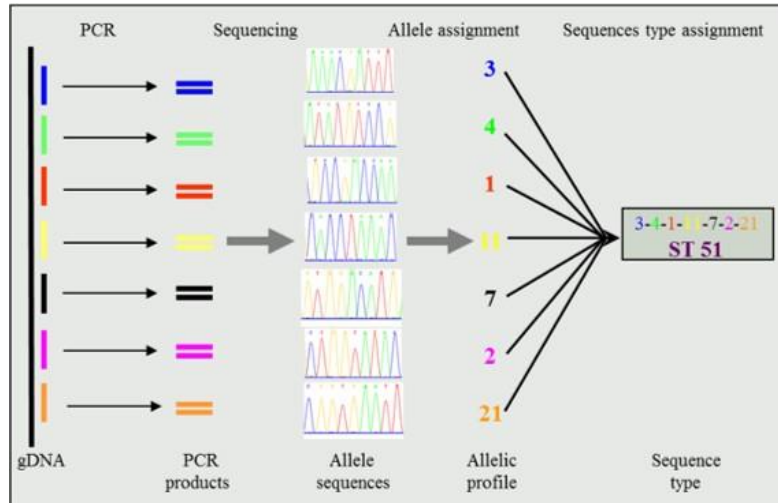 PCR Sequencing Allele assignment Sequences type assignment
3
4
1
11
7
2
21
3-4-1-11-7-2-21
ST 51
gDNA
PCR
products
Allele
sequences
Allelic
profile
Sequence
type